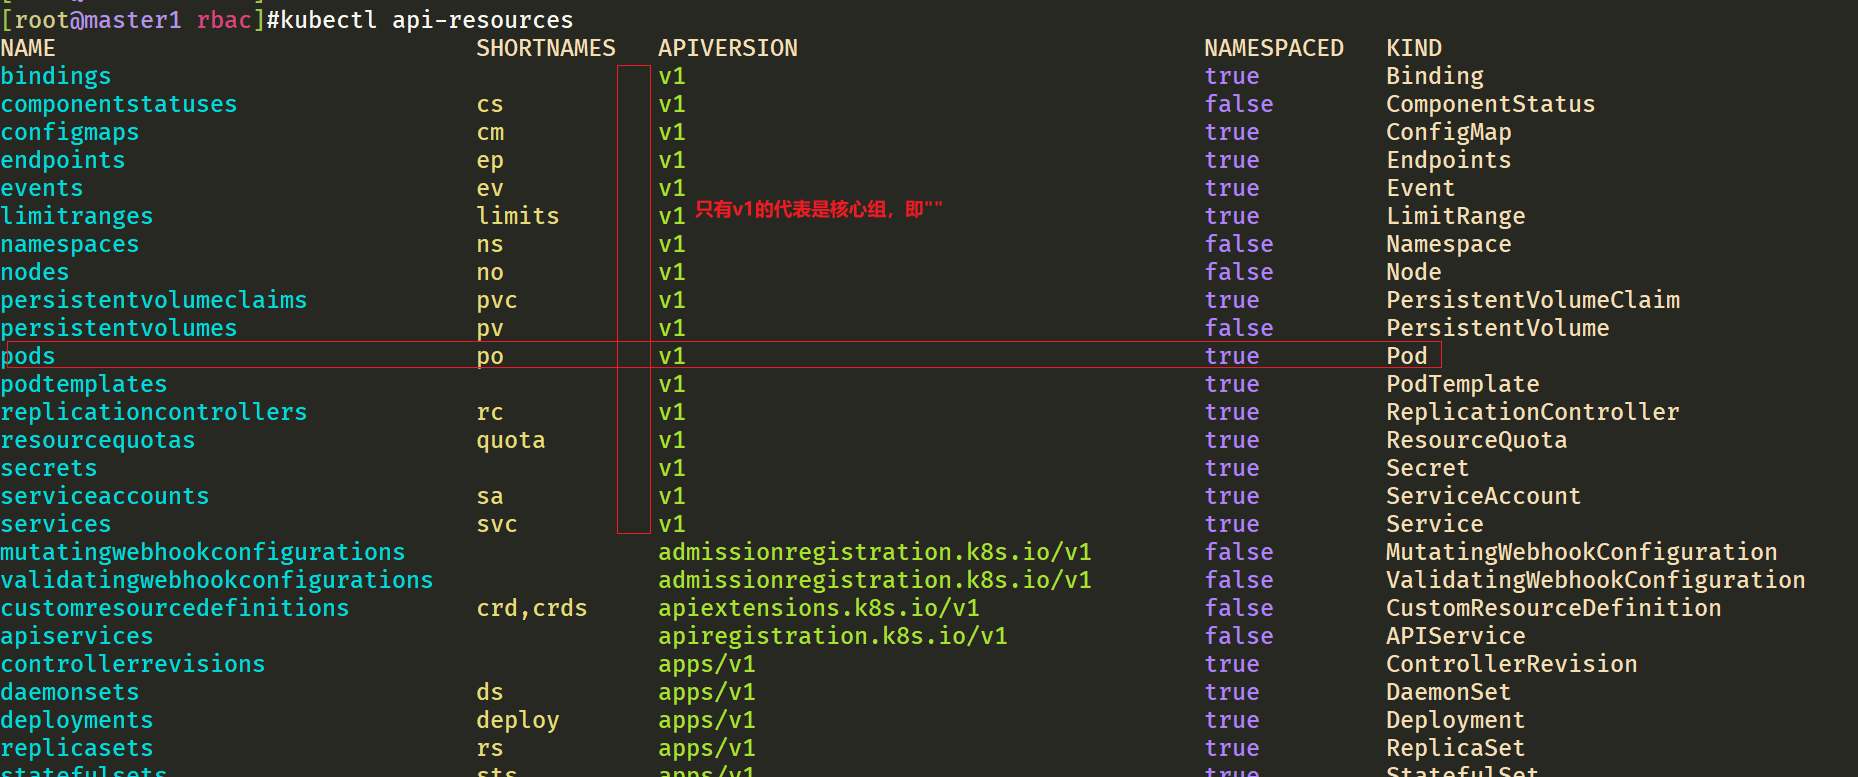 [root@master1 rbac]#kubectl api-resources
NAME SHORTNAMES APIVERSION NAMESPACED KIND
bindings v1 true Binding
componentstatuses cs v1 false ComponentStatus
configmaps cm v1 true ConfigMap
endpoints ep v1 true Endpoints
events ev v1 true Event
limitranges limits v1 只有v1的代表是核心组，即"" true LimitRange
namespaces ns v1 false Namespace
nodes no v1 false Node
persistentvolumeclaims pvc v1 true PersistentVolumeClaim
persistentvolumes pv v1 false PersistentVolume
pods po v1 true Pod
podtemplates v1 true PodTemplate
replicationcontrollers rc v1 true ReplicationController
resourcequotas quota v1 true ResourceQuota
secrets v1 true Secret
serviceaccounts sa v1 true ServiceAccount
services svc v1 true Service
mutatingwebhookconfigurations admissionregistration.k8s.io/v1 false MutatingWebhookConfiguration
validatingwebhookconfigurations admissionregistration.k8s.io/v1 false ValidatingWebhookConfiguration
customresourcedefinitions crd,crds apiextensions.k8s.io/v1 false CustomResourceDefinition
apiservices apiregistration.k8s.io/v1 false APIService
controllerrevisions apps/v1 true ControllerRevision
daemonsets ds apps/v1 true DaemonSet
deployments deploy apps/v1 true Deployment
replicasets rs apps/v1 true ReplicaSet
statefulsets sts apps/v1 true StatefulSet